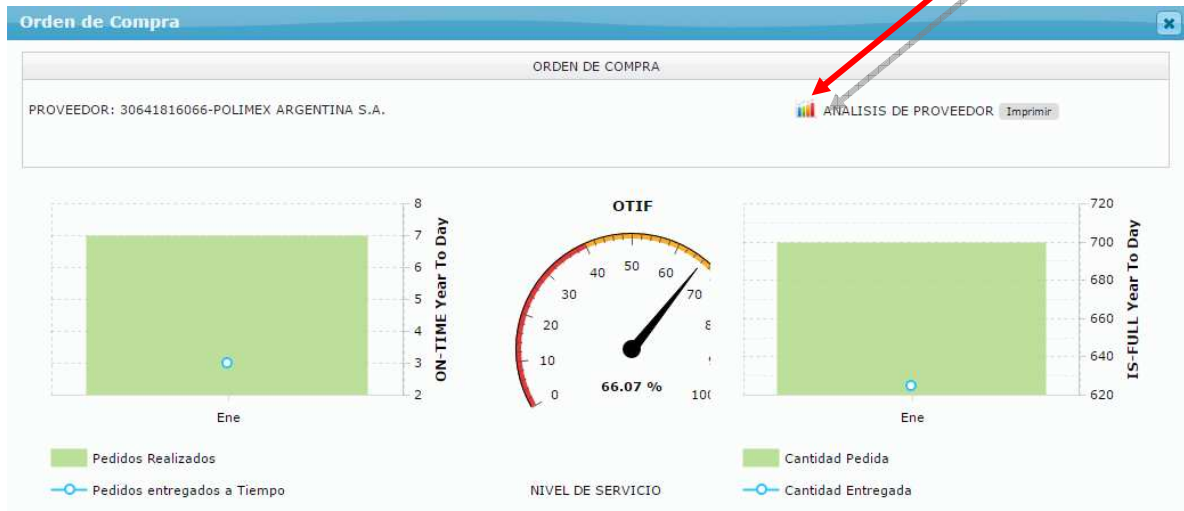 Orden de Compra
ORDEN DE COMPRA
PROVEEDOR: 30641816066-POLIMEX ARGENTINA S.A.
ANALISIS DE PROVEEDOR Imprimir
8
7
6
5
4
3
2
ON-TIME Year To Day
Ene
Pedidos Realizados
Pedidos entregados a Tiempo
OTIF
0
10
20
30
40
50
60
70
66.07 %
NIVEL DE SERVICIO
720
700
680
660
640
620
IS-FULL Year To Day
Ene
Cantidad Pedida
Cantidad Entregada